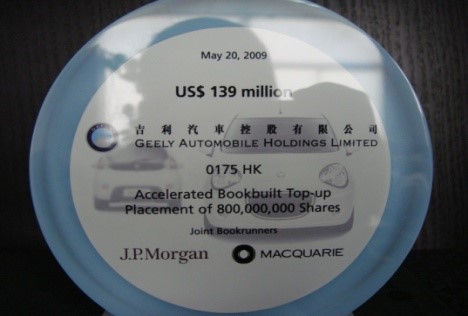 May 20, 2009
US$ 139 million
吉利汽車控股有限公司
GEELY AUTOMOBILE HOLDINGS LIMITED
0175 HK
Accelerated Bookbuilt Top-up
Placement of 800,000,000 Shares
Joint Bookrunners
J.P.Morgan MACQUARIE